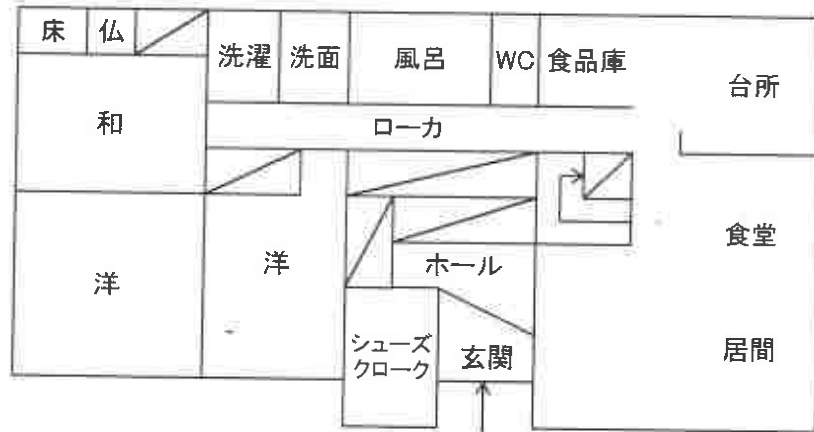 床 仏 洗濯 洗面 風呂 WC 食品庫 台所
和 ローカ
洋 洋 ホール 食堂
シューズ
クローク
玄関 居間